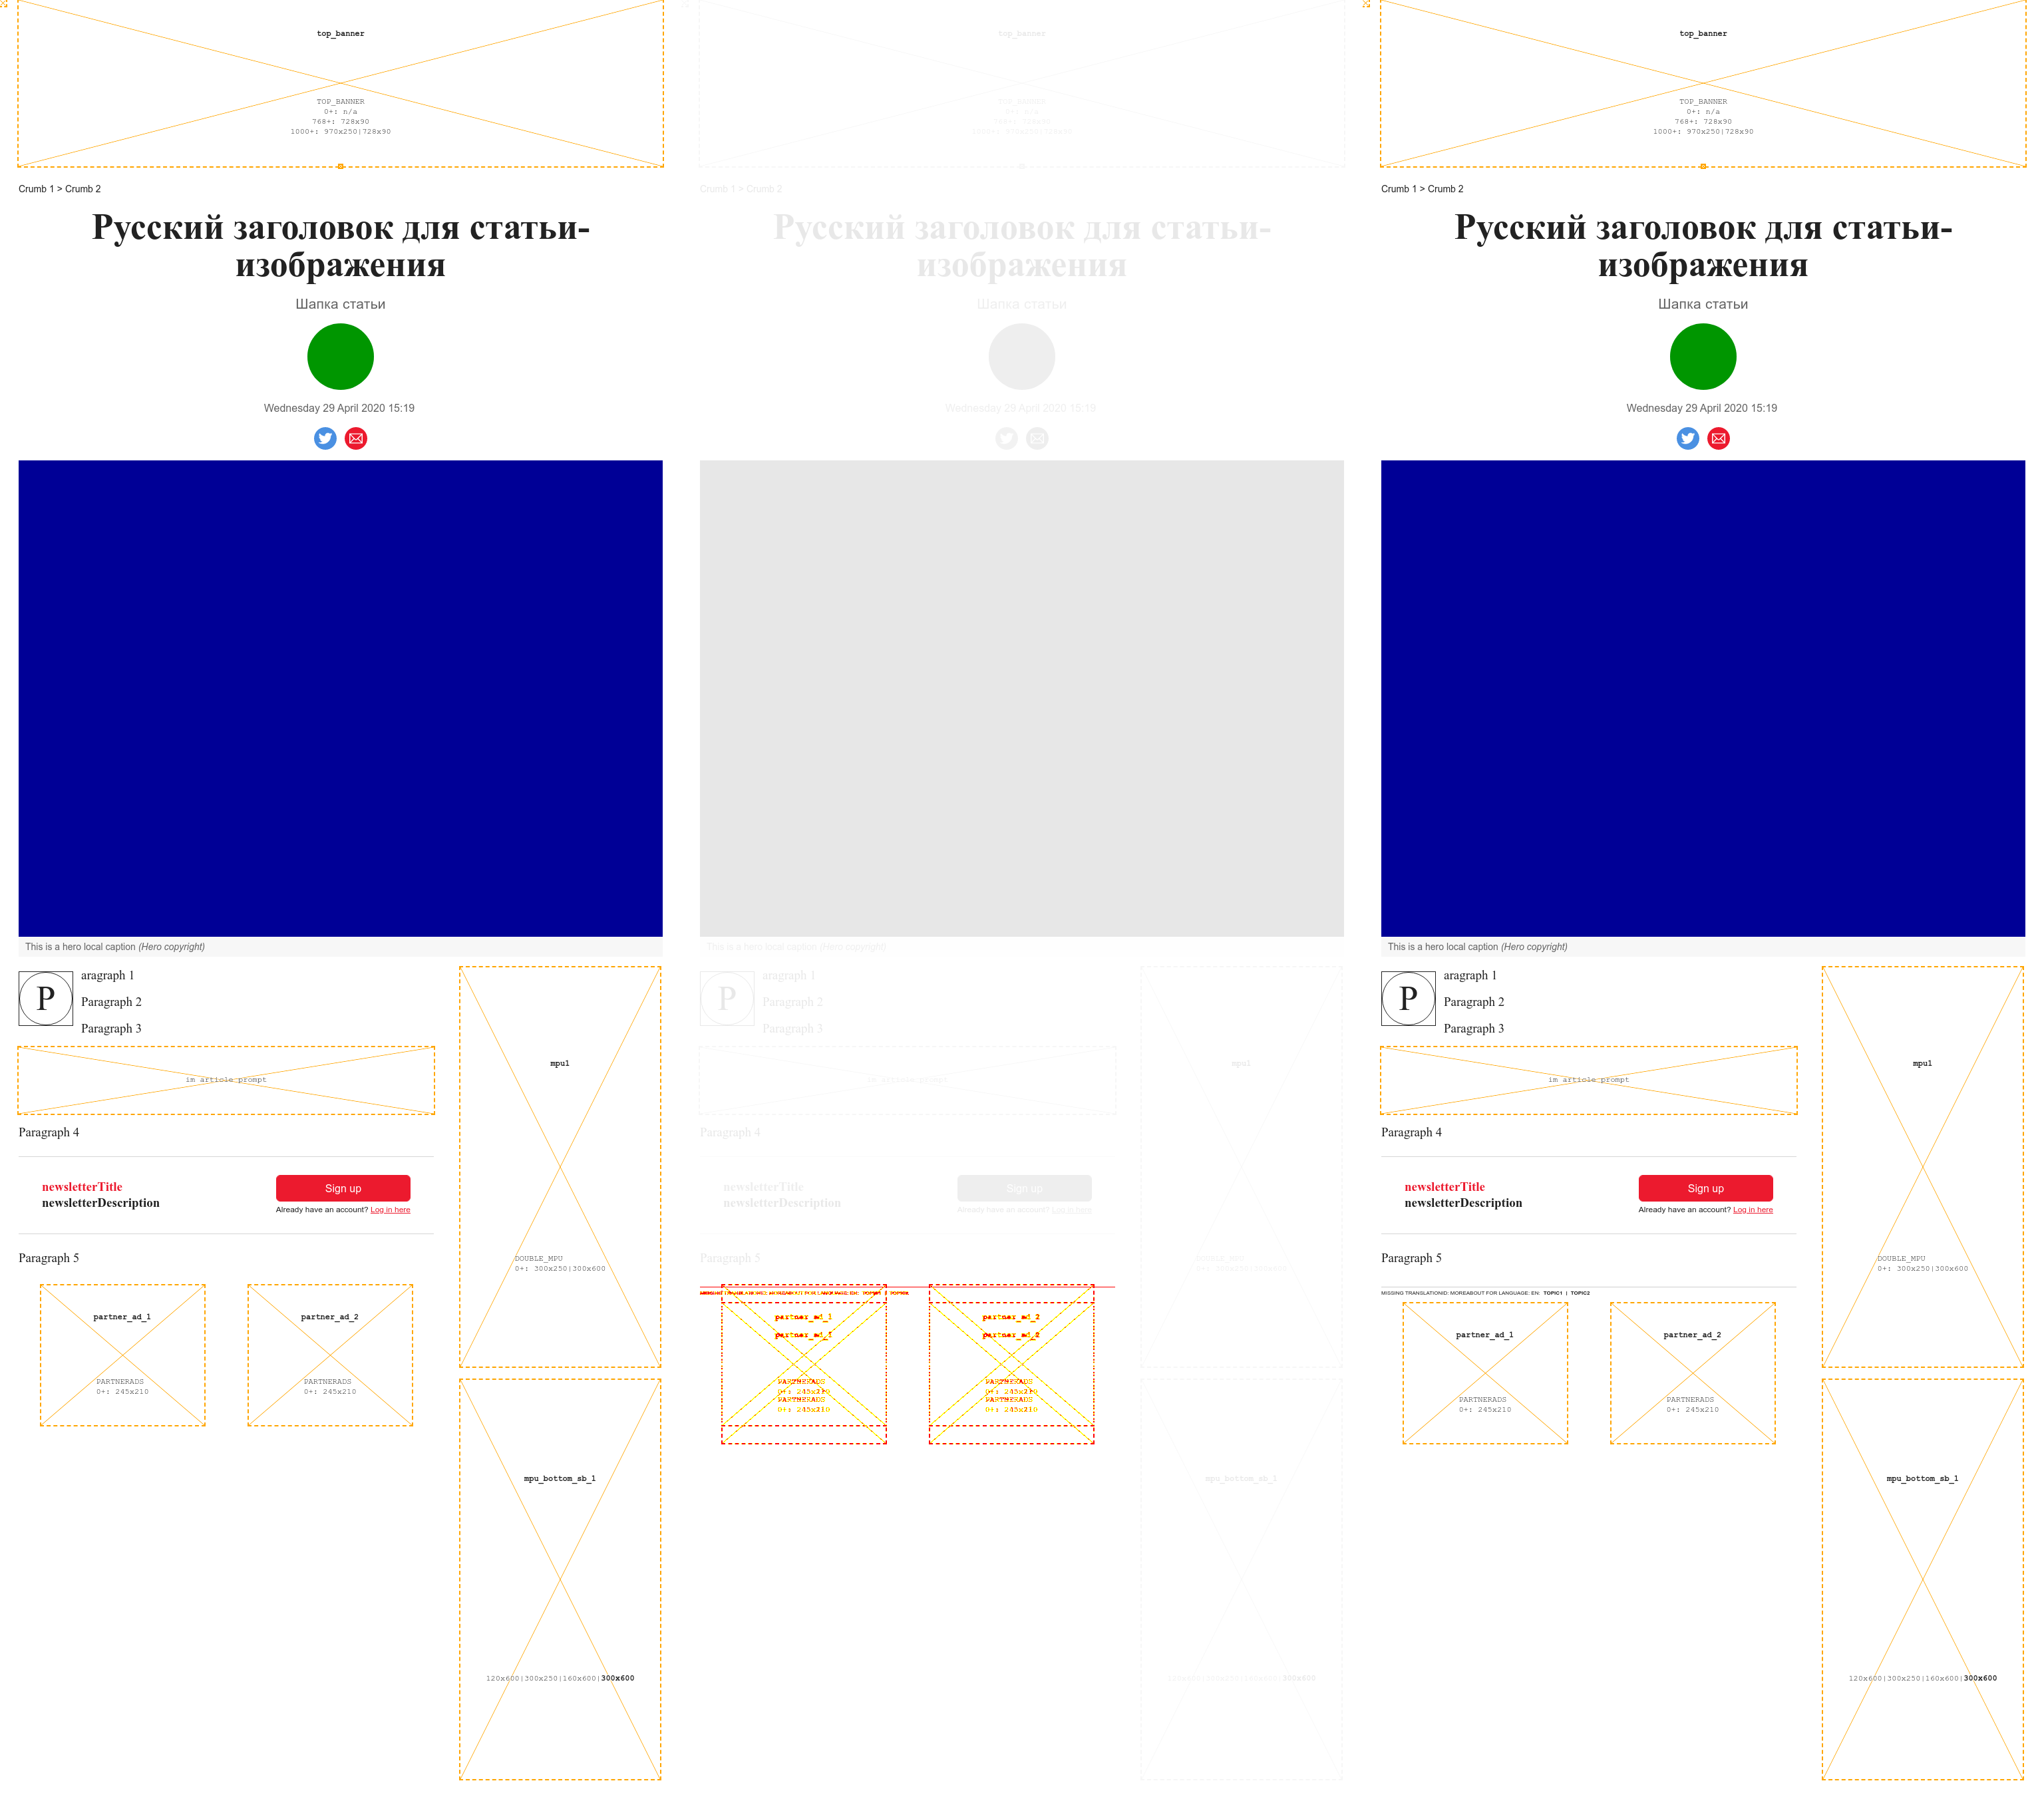 top_banner
TOP_BANNER
0+: n/a
768+: 728x90
1000+: 970x250|728x90
Crumb 1 > Crumb 2
Русский заголовок для статьи-
изображения
Шапка статьи
Wednesday 29 April 2020 15:19
This is a hero local caption (Hero copyright)
P
aragraph 1
Paragraph 2
Paragraph 3
im article prompt
Paragraph 4
newsletterTitle
newsletterDescription
Sign up
Already have an account? Log in here
Paragraph 5
partner_ad_1
PARTNERADS
0+: 245x210
partner_ad_2
PARTNERADS
0+: 245x210
mpu1
DOUBLE_MPU
0+: 300x250|300x600
mpu_bottom_sb_1
120x600|300x250|160x600|300x600
top_banner
TOP_BANNER
0+: n/a
768+: 728x90
1000+: 970x250|728x90
Crumb 1 > Crumb 2
Русский заголовок для статьи-
изображения
Шапка статьи
Wednesday 29 April 2020 15:19
This is a hero local caption (Hero copyright)
P
aragraph 1
Paragraph 2
Paragraph 3
im article prompt
Paragraph 4
newsletterTitle
newsletterDescription
Sign up
Already have an account? Log in here
Paragraph 5
partner_ad_1
partner_ad_1
PARTNERADS
0+: 245x210
PARTNERADS
0+: 245x210
partner_ad_2
partner_ad_2
PARTNERADS
0+: 245x210
PARTNERADS
0+: 245x210
mpu1
DOUBLE_MPU
0+: 300x250|300x600
mpu_bottom_sb_1
120x600|300x250|160x600|300x600
top_banner
TOP_BANNER
0+: n/a
768+: 728x90
1000+: 970x250|728x90
Crumb 1 > Crumb 2
Русский заголовок для статьи-
изображения
Шапка статьи
Wednesday 29 April 2020 15:19
This is a hero local caption (Hero copyright)
P
aragraph 1
Paragraph 2
Paragraph 3
im article prompt
Paragraph 4
newsletterTitle
newsletterDescription
Sign up
Already have an account? Log in here
Paragraph 5
MISSING TRANSLATIONID: MOREABOUT FOR LANGUAGE: EN: TOPIC1 | TOPIC2
partner_ad_1
PARTNERADS
0+: 245x210
partner_ad_2
PARTNERADS
0+: 245x210
mpu1
DOUBLE_MPU
0+: 300x250|300x600
mpu_bottom_sb_1
120x600|300x250|160x600|300x600